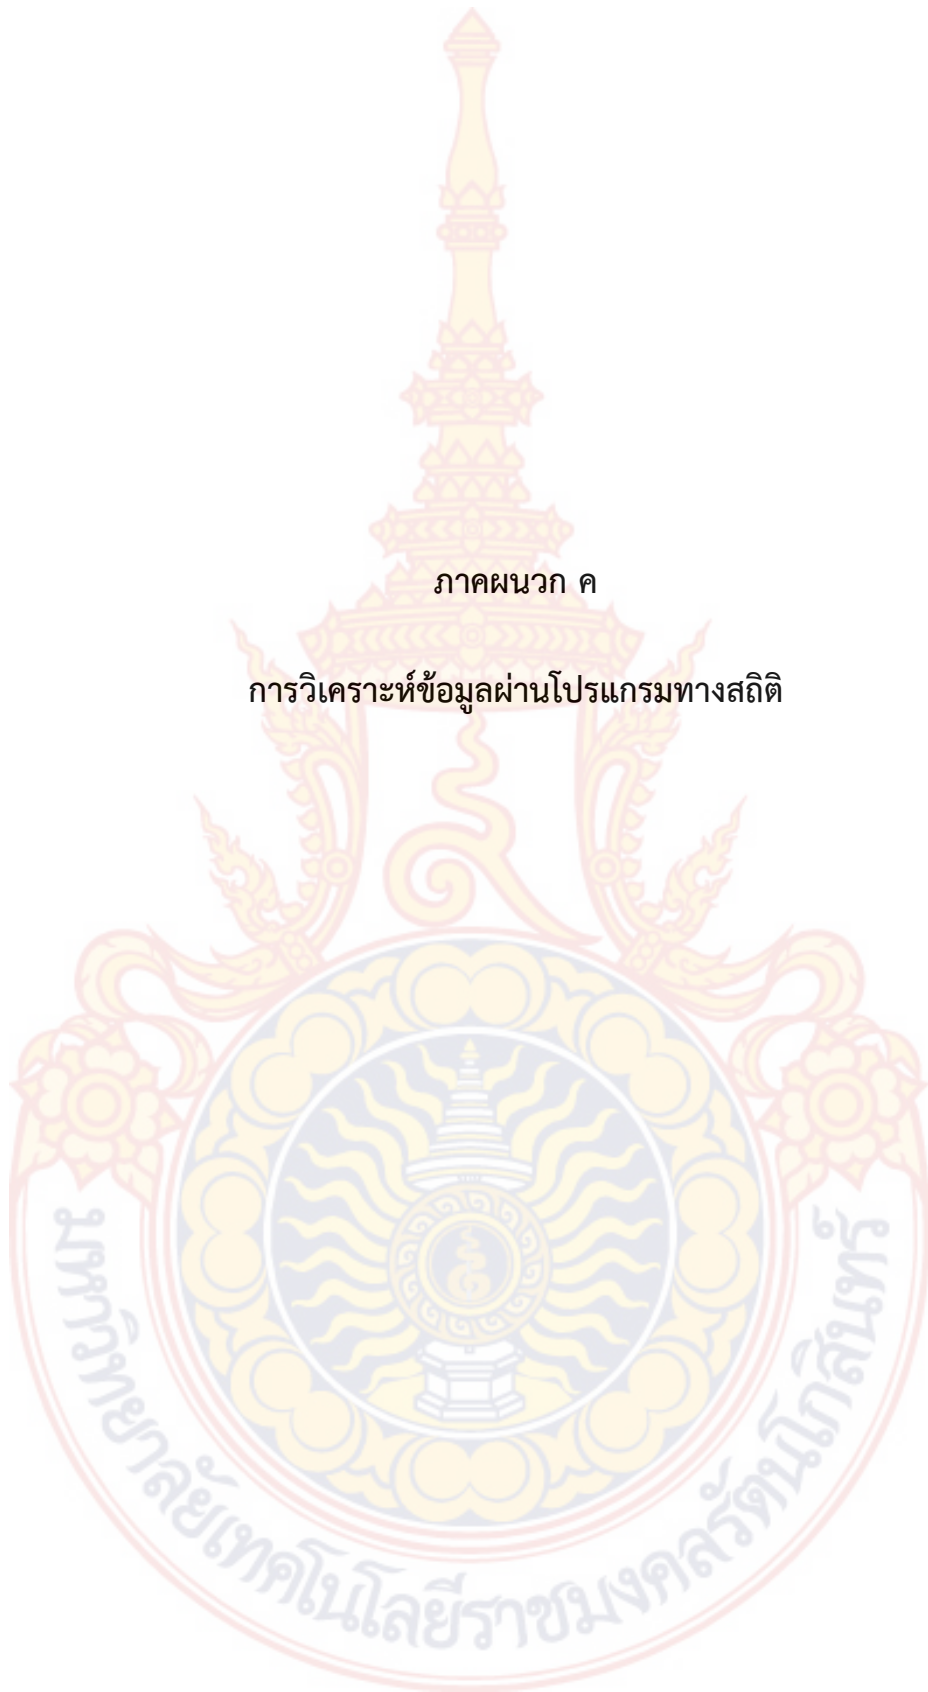 ภาคผนวก ค
การวิเคราะห์ข้อมูลผ่านโปรแกรมทางสถิติ
มหาวิทยาลัยเทคโนโลยีราชมงคลรัตนโกสินทร์